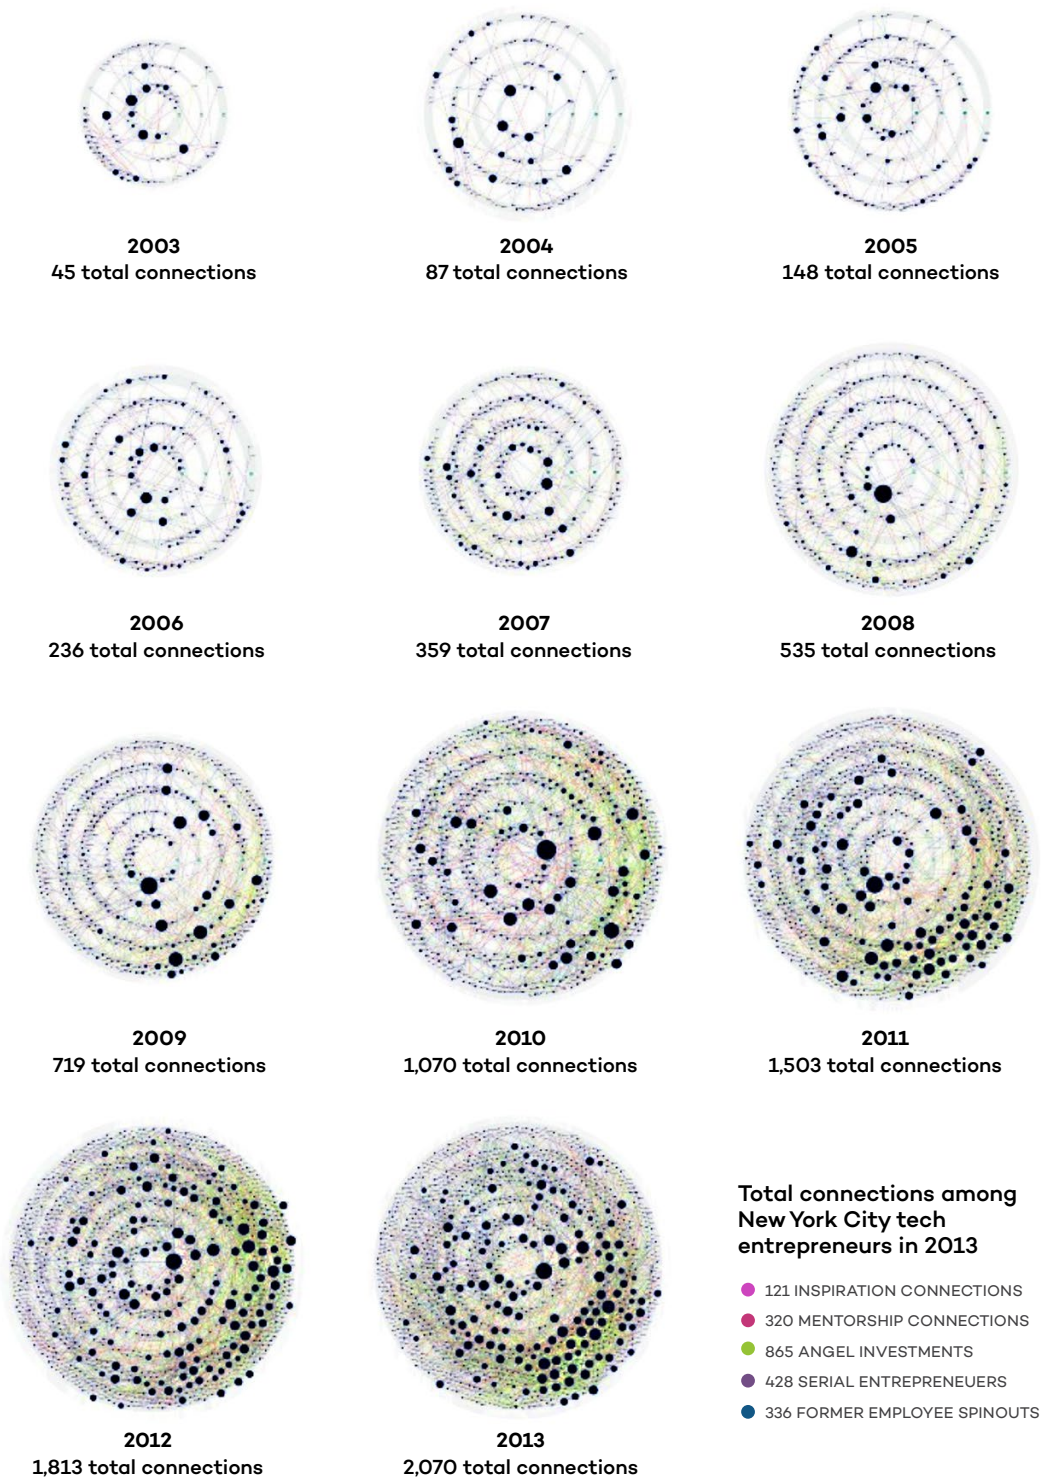 2003
45 total connections
2004
87 total connections
2005
148 total connections
2006
236 total connections
2007
359 total connections
2008
535 total connections
2009
719 total connections
2010
1,070 total connections
2011
1,503 total connections
2012
1,813 total connections
2013
2,070 total connections
Total connections among
New York City tech
entrepreneurs in 2013
121 INSPIRATION CONNECTIONS
320 MENTORSHIP CONNECTIONS
865 ANGEL INVESTMENTS
428 SERIAL ENTREPRENEUERS
336 FORMER EMPLOYEE SPINOUTS